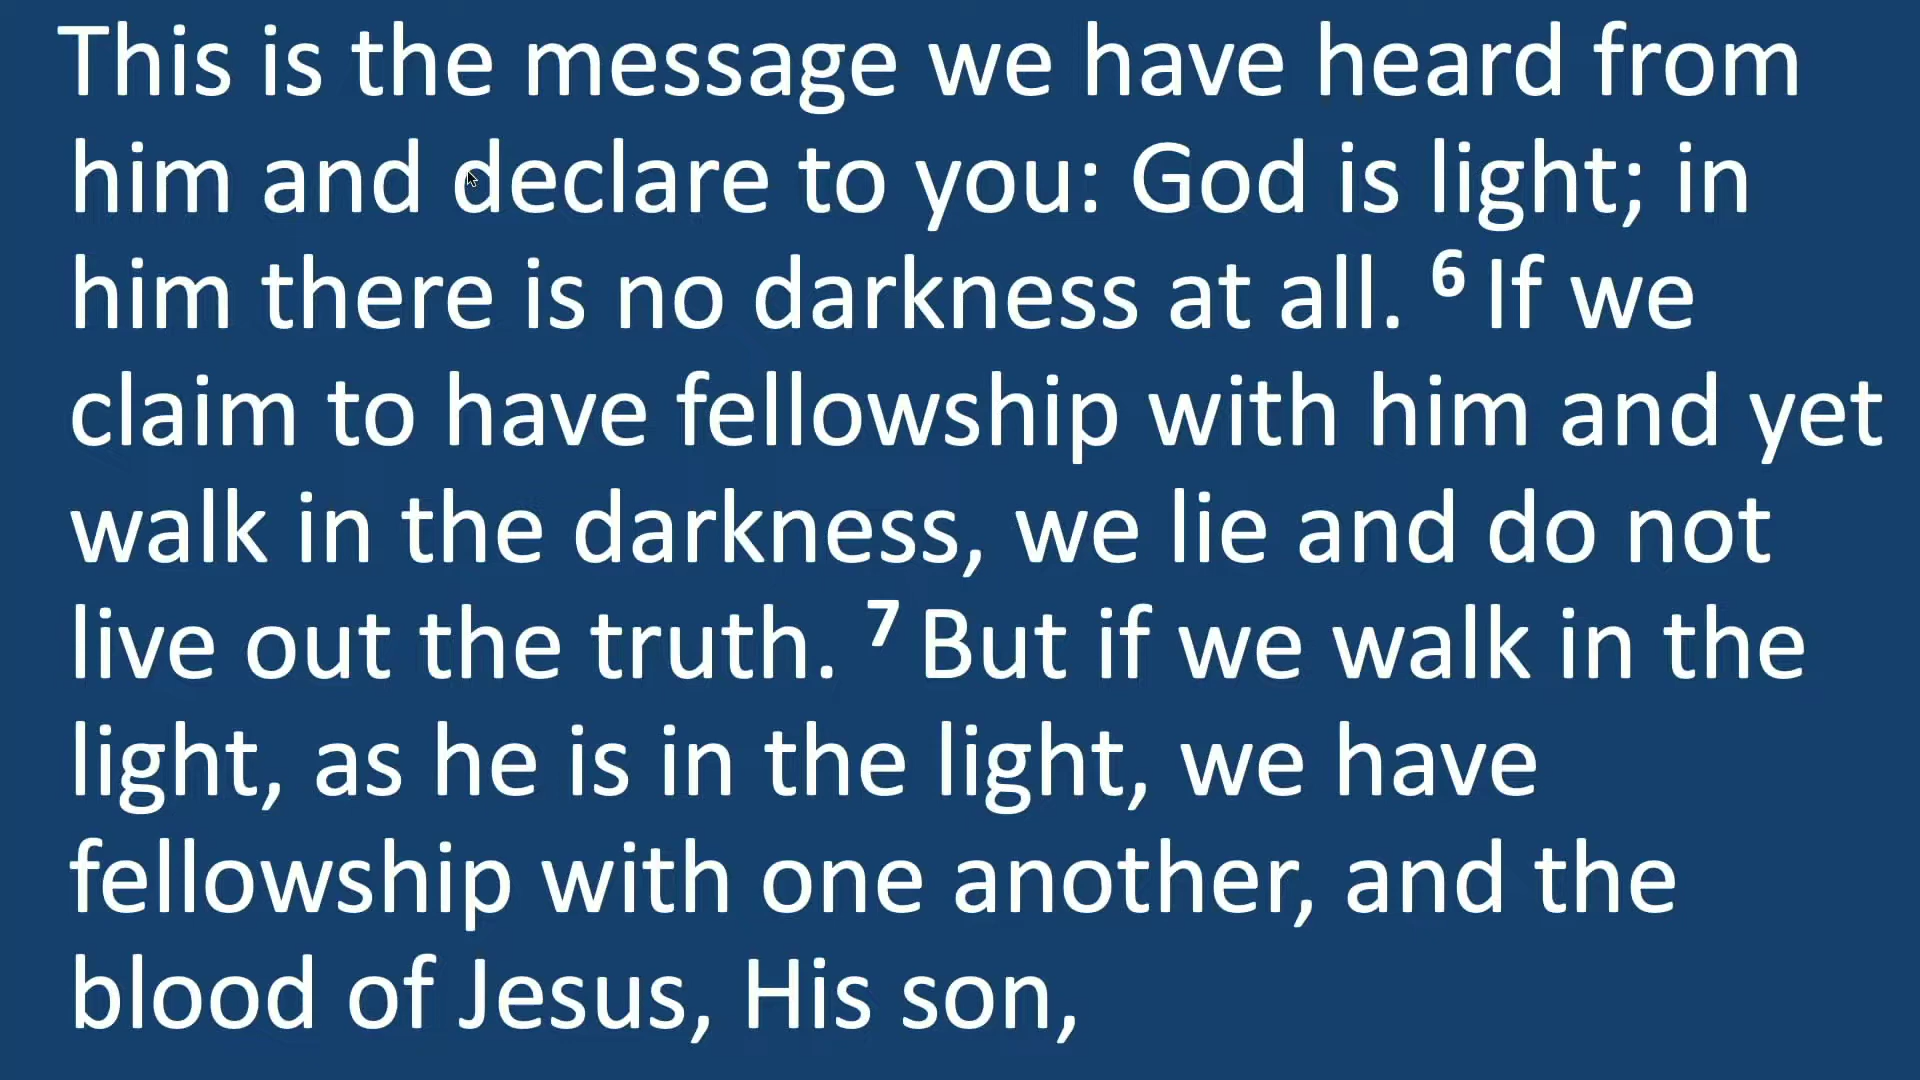 This is the message we have heard from
him and declare to you: God is light; in
him there is no darkness at all. ⁶ If we
claim to have fellowship with him and yet
walk in the darkness, we lie and do not
live out the truth. ⁷ But if we walk in the
light, as he is in the light, we have
fellowship with one another, and the
blood of Jesus, His son,